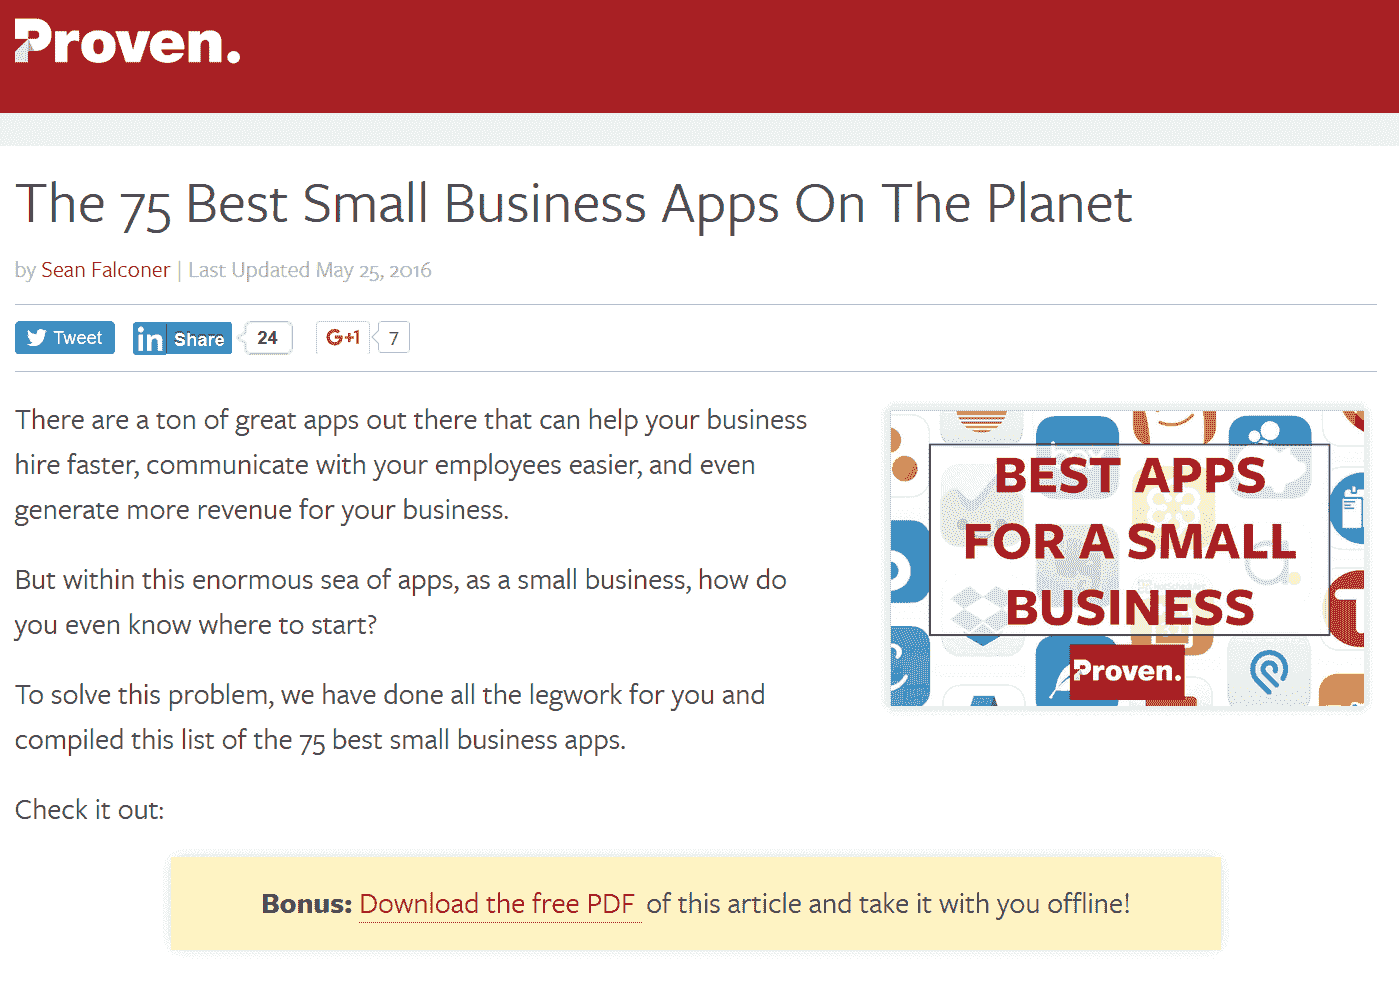 Proven.
The 75 Best Small Business Apps On The Planet
by Sean Falconer | Last Updated May 25, 2016
Tweet
in Share
24
G+1
7
There are a ton of great apps out there that can help your business
hire faster, communicate with your employees easier, and even
generate more revenue for your business.
But within this enormous sea of apps, as a small business, how do
you even know where to start?
To solve this problem, we have done all the legwork for you and
compiled this list of the 75 best small business apps.
Check it out:
BEST APPS
FOR A SMALL
BUSINESS
Proven.
Bonus: Download the free PDF of this article and take it with you offline!